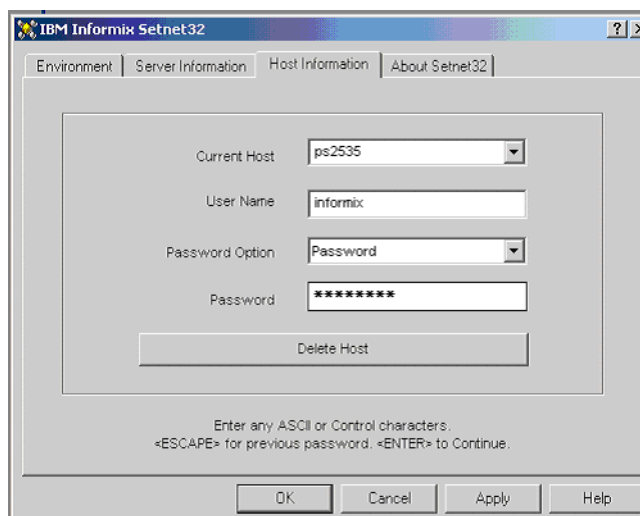 IBM Informix Setnet32
Environment Server Information Host Information About Setnet32
Current Host ps2535
User Name informix
Password Option Password
Password ********
Delete Host
Enter any ASCII or Control characters.
<ESCAPE> for previous password. <ENTER> to Continue.
OK Cancel Apply Help